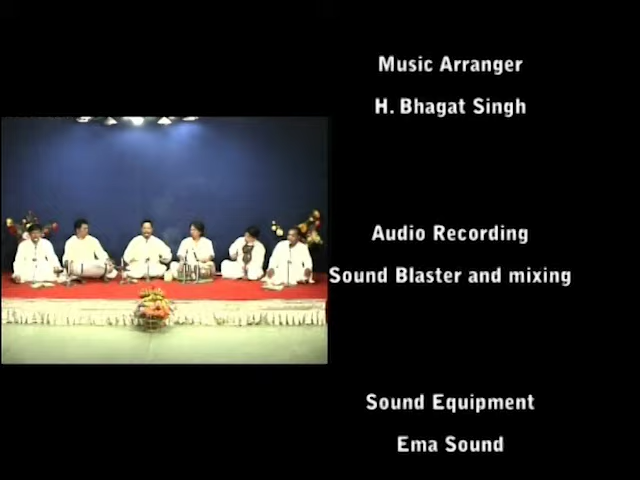 Music Arranger
H. Bhagat Singh
Audio Recording
Sound Blaster and mixing
Sound Equipment
Ema Sound